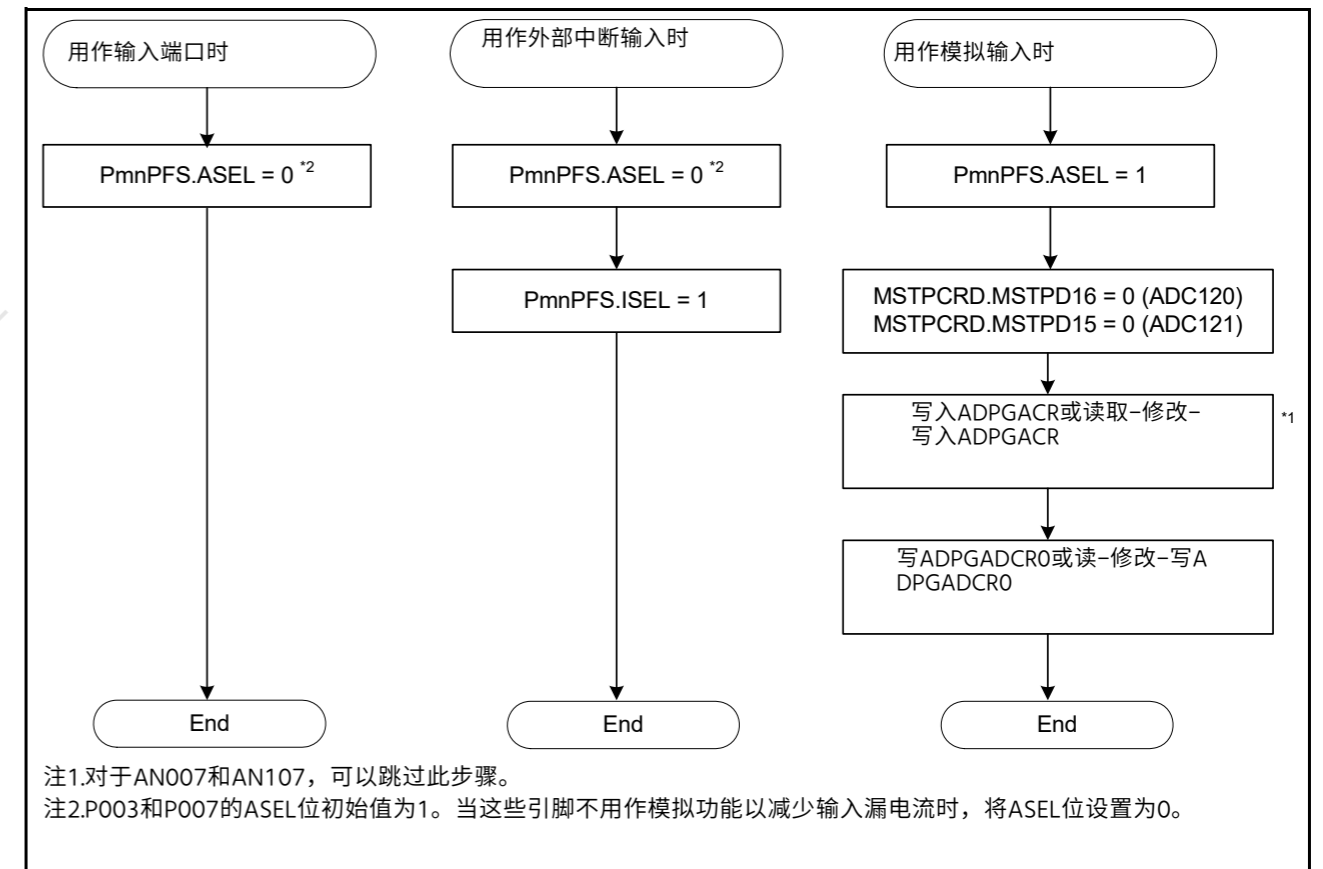 用作输入端口时
PmnPFS.ASEL = 0 *2
End
用作外部中断输入时
PmnPFS.ASEL = 0 *2
PmnPFS.ISEL = 1
End
用作模拟输入时
PmnPFS.ASEL = 1
MSTPCRD.MSTPD16 = 0 (ADC120)
MSTPCRD.MSTPD15 = 0 (ADC121)
写入ADPGACR或读取-修改-
写入ADPGACR
*1
写ADPGADCR0或读-修改-写A
DPGADCR0
End
注1.对于AN007和AN107，可以跳过此步骤。
注2.P003和P007的ASEL位初始值为1。当这些引脚不用作模拟功能以减少输入漏电流时，将ASEL位设置为0。